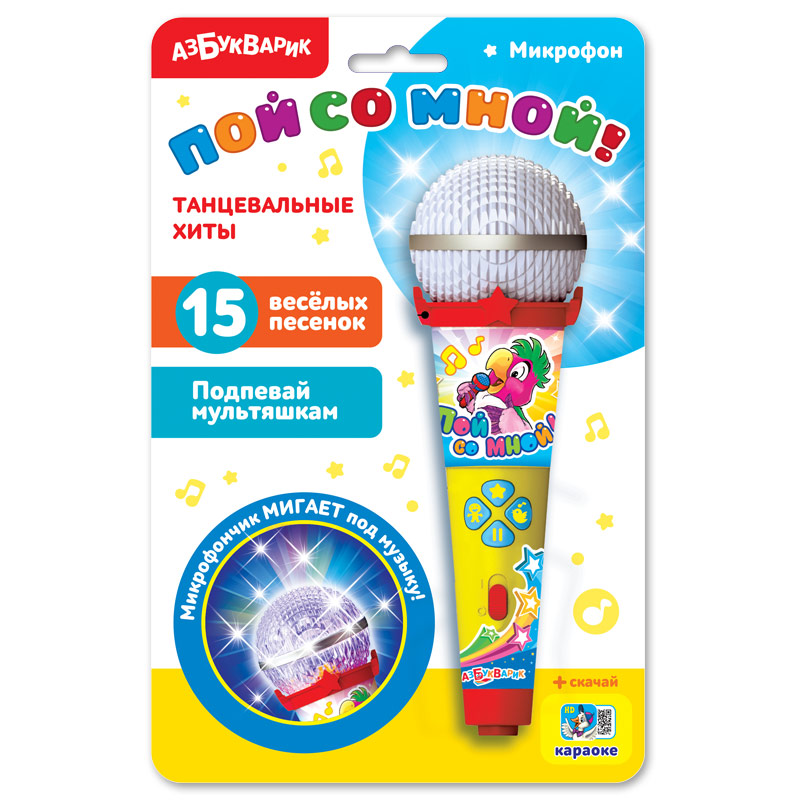 АЗБУКВАРИК
Микрофон
ПОЙ СО МНОЙ!
ТАНЦЕВАЛЬНЫЕ
ХИТЫ
15
весёлых
песенок
Подпевай
мультяшкам
ПОЙ
СО МНОЙ!
Микрофончик МИГАЕТ под музыку!
АЗБУКВАРИК
+ скачай
HD
караоке